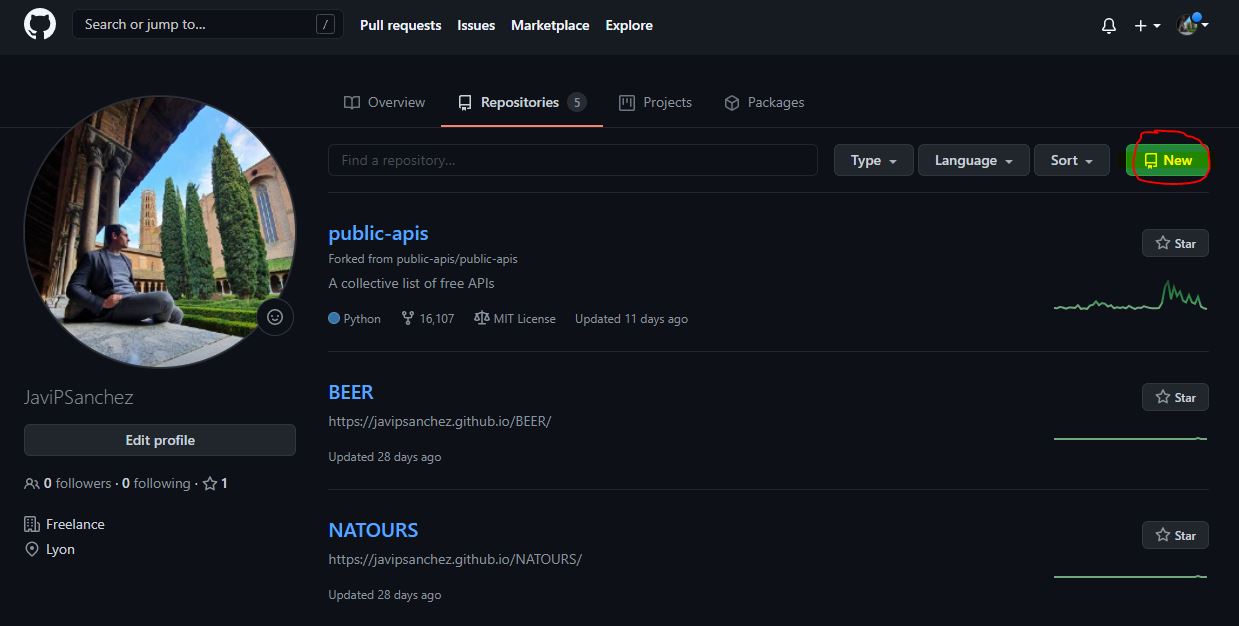 Search or jump to... /
Pull requests Issues Marketplace Explore
Overview Repositories 5 Projects Packages
Find a repository... Type Language Sort New
public-apis
Star
Forked from public-apis/public-apis
A collective list of free APIs
Python 16,107 MIT License Updated 11 days ago
BEER
Star
https://javipsanchez.github.io/BEER/
Updated 28 days ago
NATOURS
Star
https://javipsanchez.github.io/NATOURS/
Updated 28 days ago
JaviPSanchez
Edit profile
0 followers · 0 following · 1
Freelance
Lyon